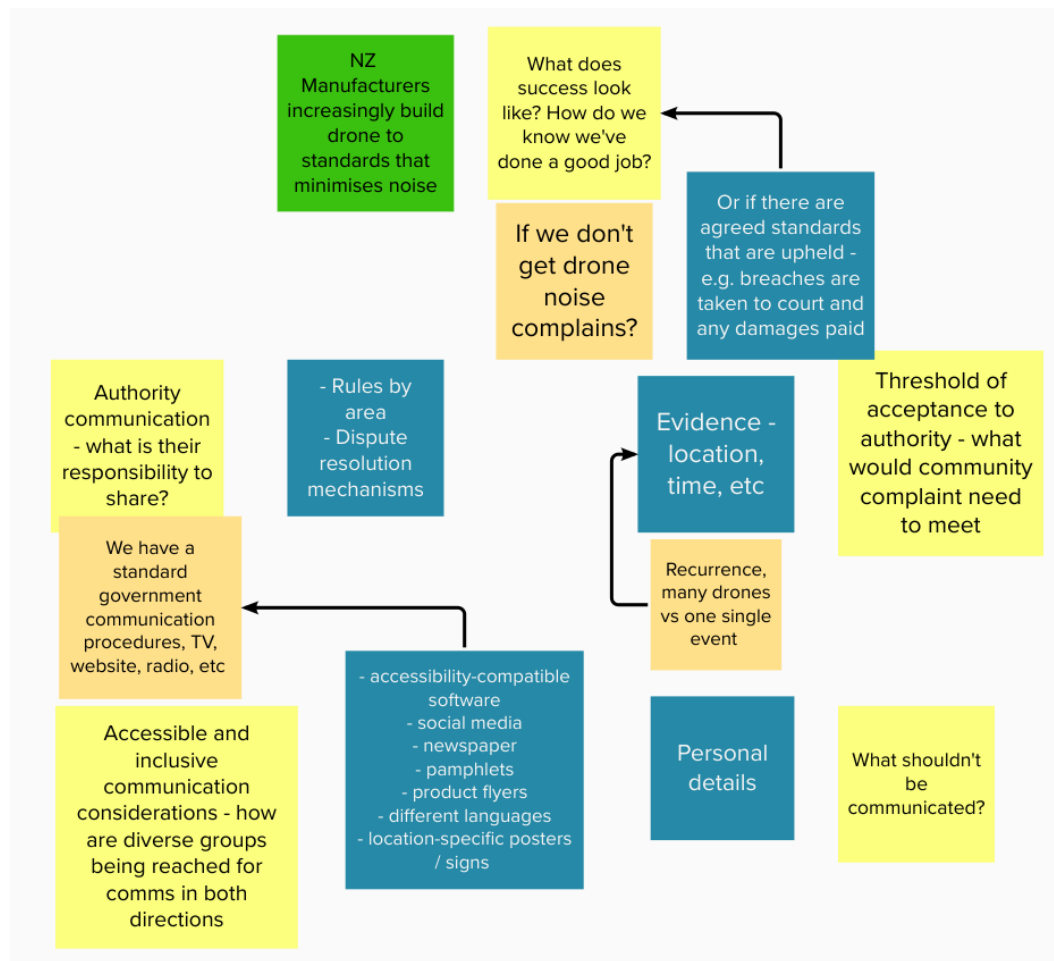 NZ
Manufacturers
increasingly build
drone to
standards that
minimises noise
What does
success look
like? How do we
know we've
done a good job?
If we don't
get drone
noise
complains?
Or if there are
agreed standards
that are upheld -
e.g. breaches are
taken to court and
any damages paid
Authority
communication
- what is their
responsibility to
share?
- Rules by
area
- Dispute
resolution
mechanisms
Evidence -
location,
time, etc
Threshold of
acceptance to
authority - what
would community
complaint need
to meet
We have a
standard
government
communication
procedures, TV,
website, radio, etc
Recurrence,
many drones
vs one single
event
- accessibility-compatible
software
- social media
- newspaper
- pamphlets
- product flyers
- different languages
- location-specific posters
/ signs
Accessible and
inclusive
communication
considerations - how
are diverse groups
being reached for
comms in both
directions
Personal
details
What shouldn't
be
communicated?